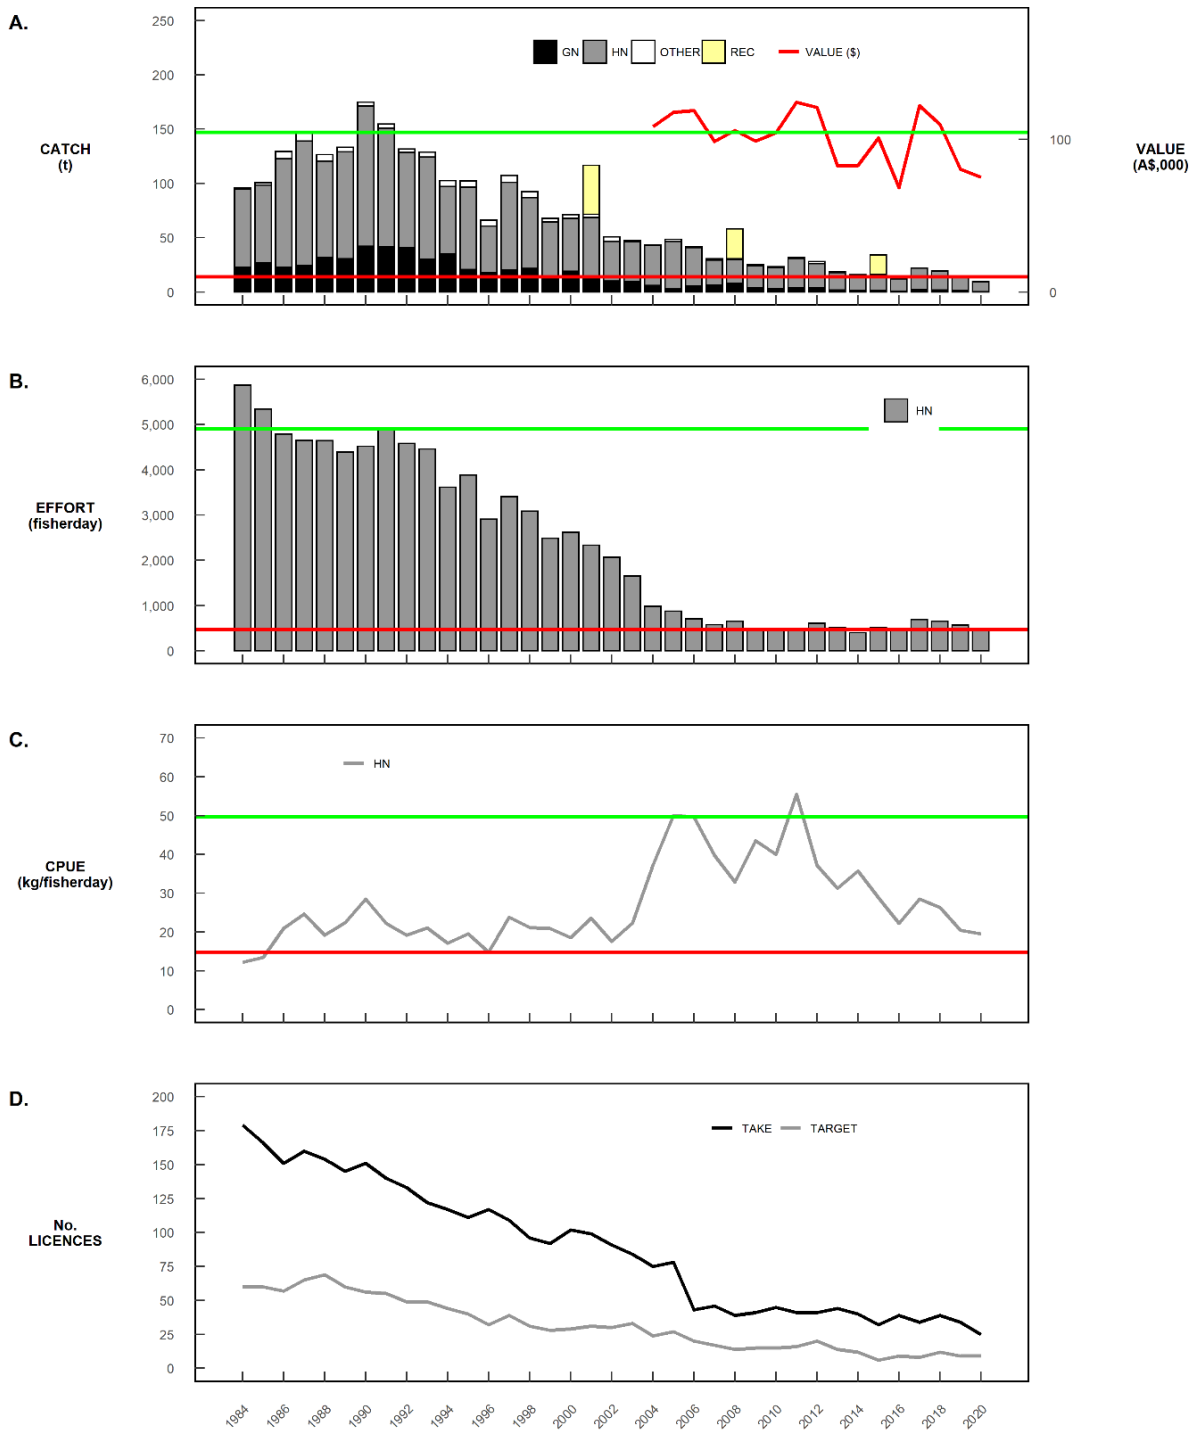 A.
250
200
150
100
50
0
CATCH
(t)
GN HN OTHER REC VALUE ($)
100
0
VALUE
(A$,000)
B.
6,000
5,000
4,000
3,000
2,000
1,000
0
EFFORT
(fisherday)
HN
C.
70
60
50
40
30
20
10
0
CPUE
(kg/fisherday)
HN
D.
200
175
150
125
100
75
50
25
0
No.
LICENCES
TAKE TARGET
1984 1986 1988 1990 1992 1994 1996 1998 2000 2002 2004 2006 2008 2010 2012 2014 2016 2018 2020